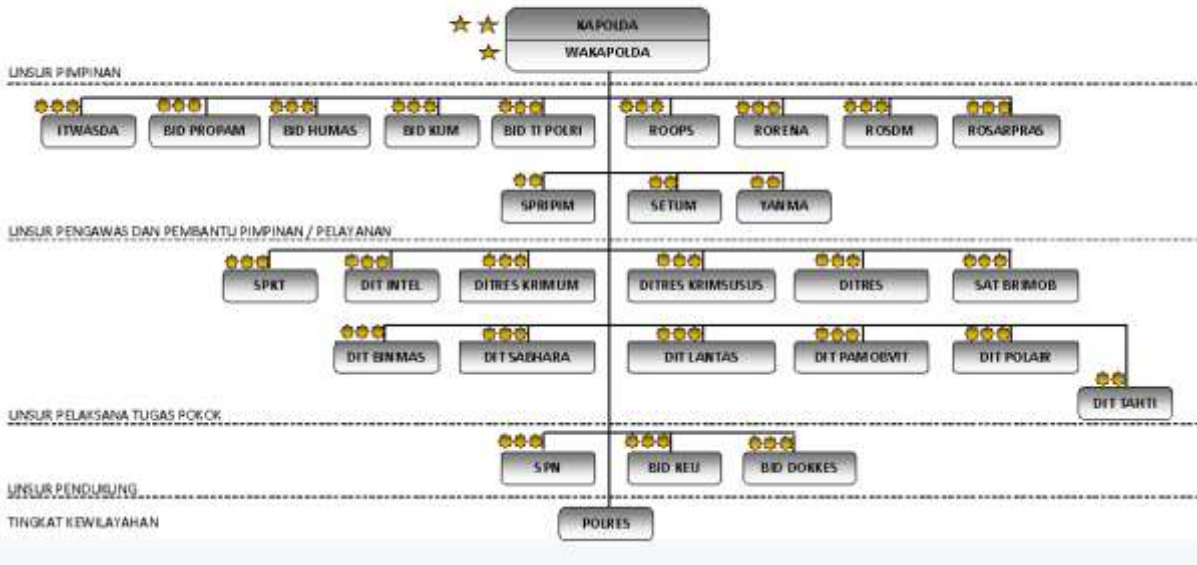 KAPOLDA
WAKAPOLDA
UNSUR PIMPINAN
ITWASDA
BID PROPAM
BID HUMAS
BID KUM
BID TI POLRI
ROOPS
RORENA
ROSDM
ROSARPRAS
SPRIPIM
SETUM
YANMA
UNSUR PENGAWAS DAN PEMBANTU PIMPINAN / PELAYANAN
SPKT
DIT INTEL
DITRES KRIMUM
DITRES KRIMSUSUS
DITRES
SAT BRIMOB
DIT BINMAS
DIT SABHARA
DIT LANTAS
DIT PAMOBVIT
DIT POLAIR
DIT TAHTI
UNSUR PELAKSANA TUGAS POKOK
SPN
BID KEU
BID DOKKES
UNSUR PENDUKUNG
TINGKAT KEWILAYAHAN
POLRES